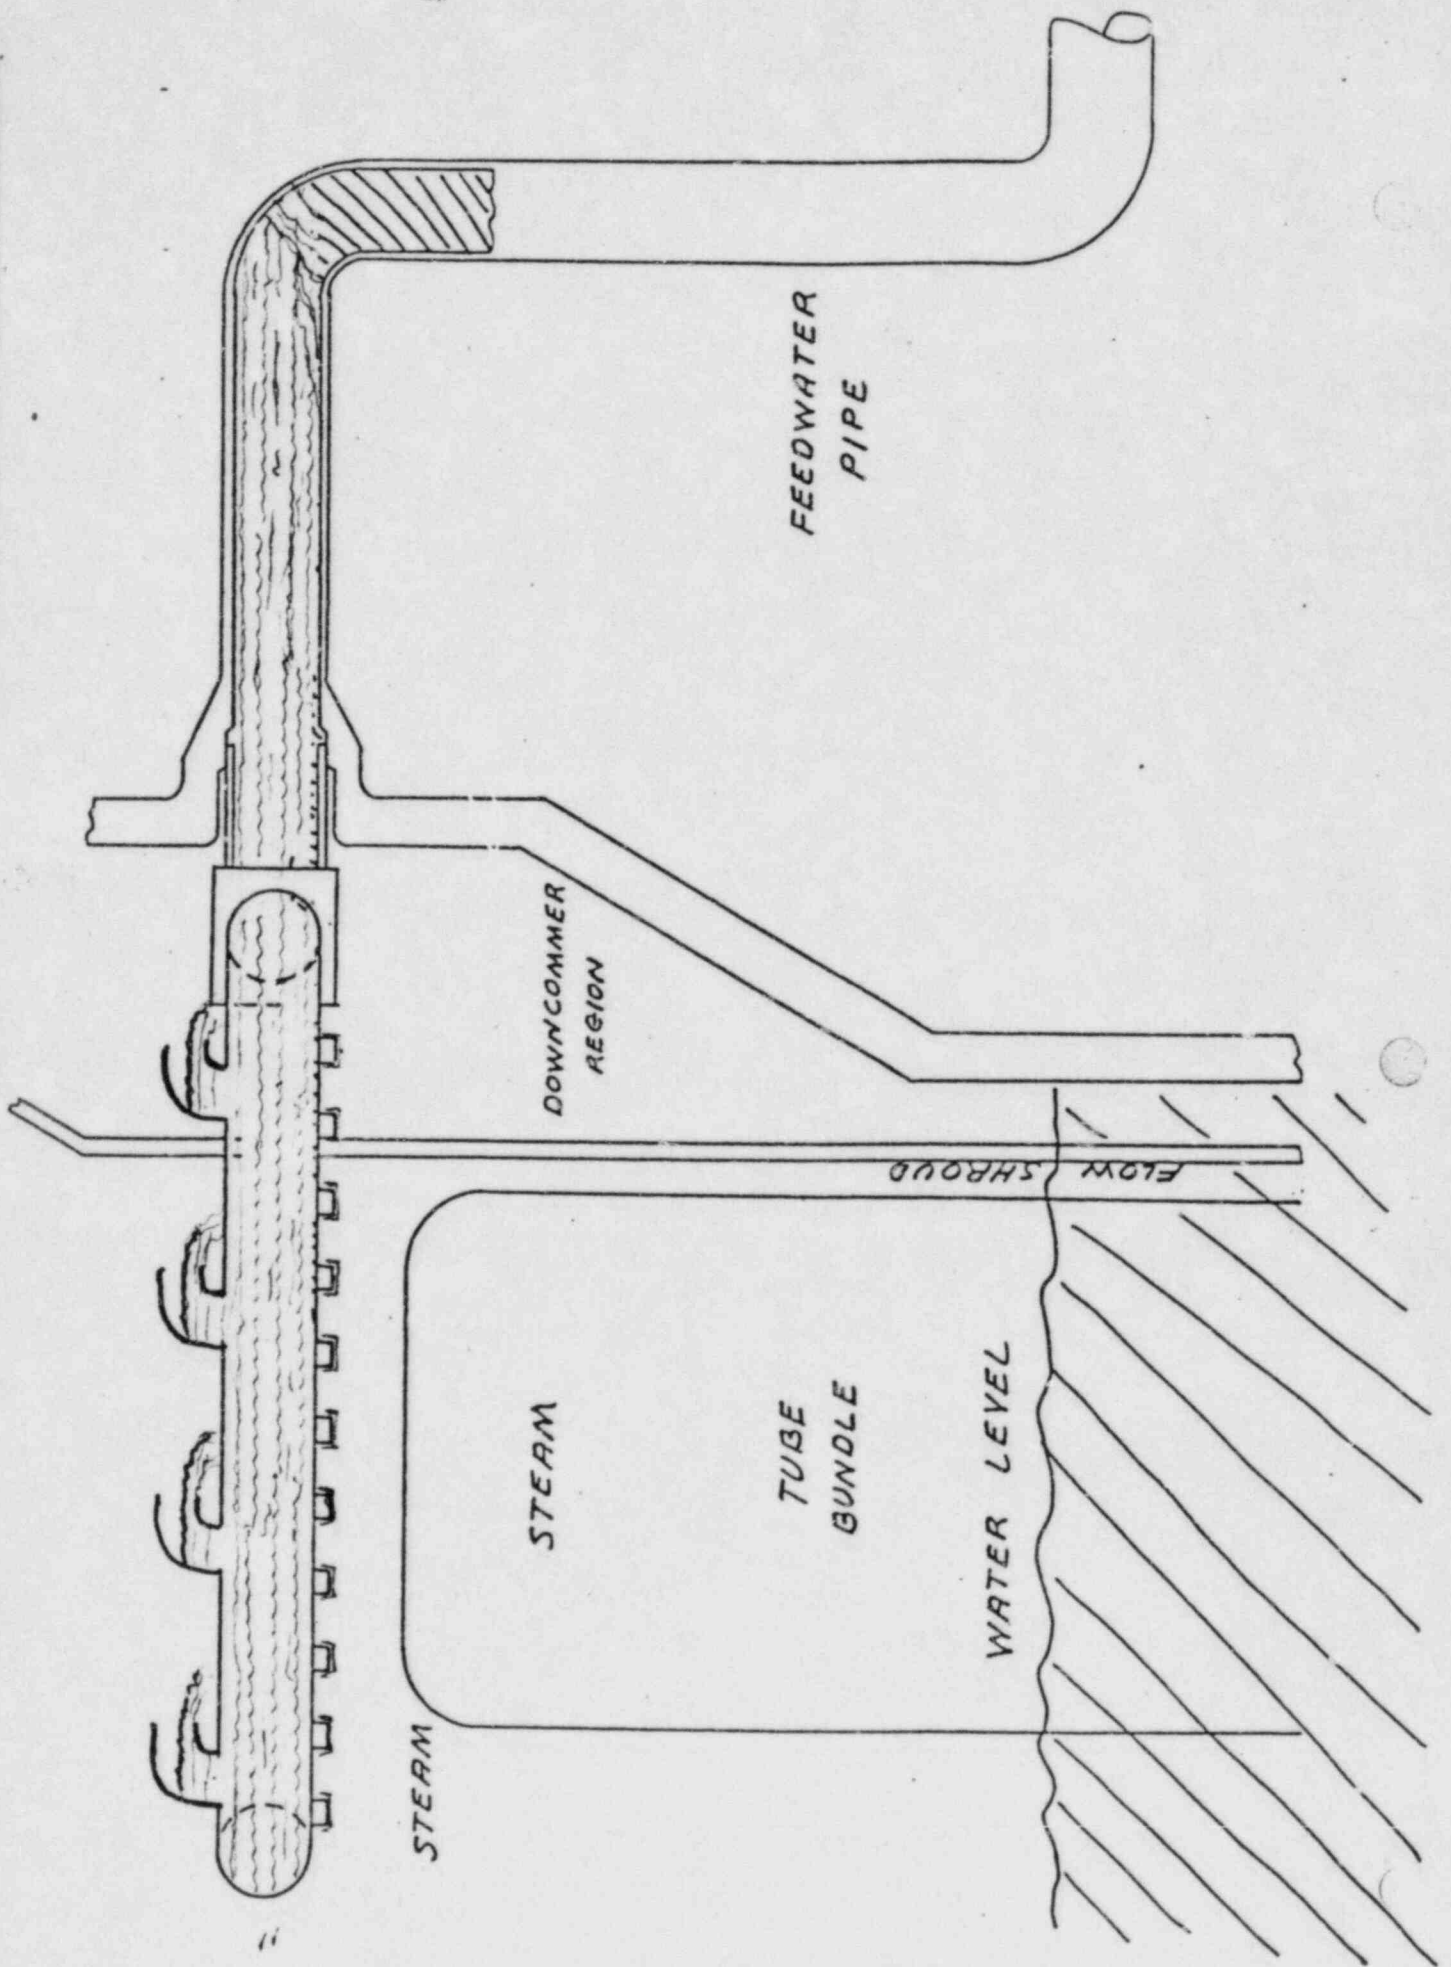 FEEDWATER
PIPE
DOWNCOMMER
REGION
FLOW SHROUD
STEAM
TUBE
BUNDLE
WATER LEVEL
STEAM